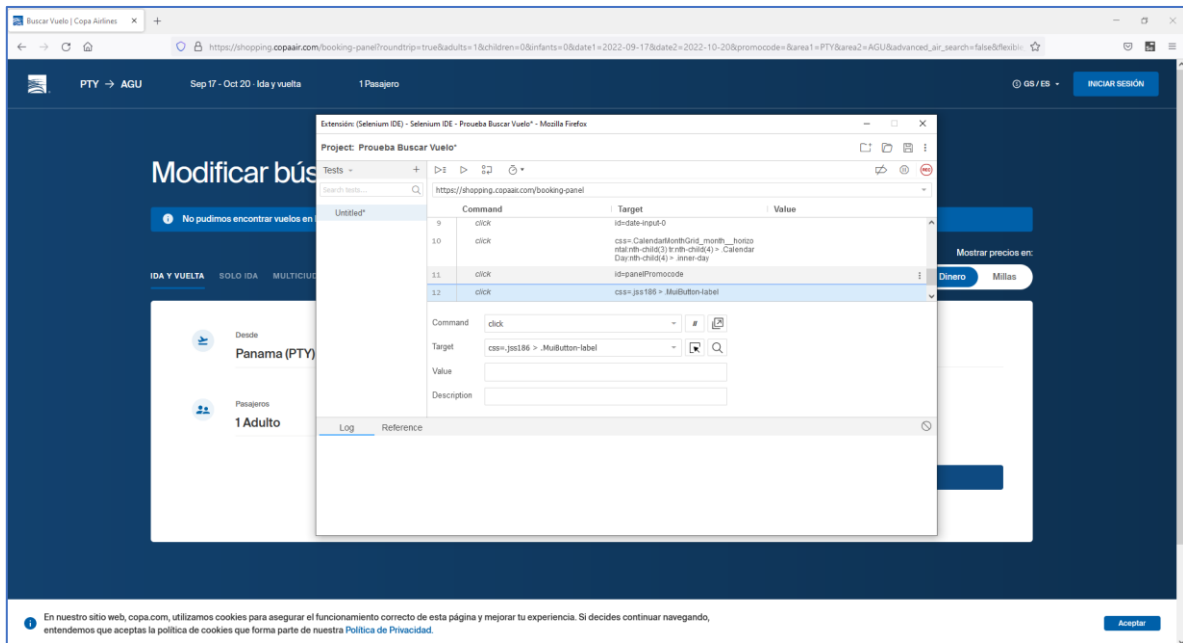 Buscar Vuelo | Copa Airlines
https://shopping.copaair.com/booking-panel?roundtrip=true&adults=1&children=0&infants=0&date1=2022-09-17&date2=2022-10-20&promocode=&area1=PTY&area2=AGU&advanced_air_search=false&flexibl
PTY → AGU Sep 17 - Oct 20 · Ida y vuelta 1 Pasajero GS / ES INICIAR SESIÓN
Extensión: (Selenium IDE) - Selenium IDE - Proueba Buscar Vuelo* - Mozilla Firefox
Project: Proueba Buscar Vuelo*
Modificar bús
Tests +
REC
Search tests...
https://shopping.copaair.com/booking-panel
Untitled*
Command Target Value
No pudimos encontrar vuelos en
9 click id=date-input-0
10 click css=.CalendarMonthGrid_month__horizo
ntal:nth-child(3) tr:nth-child(4) > .Calendar
Day:nth-child(4) > .inner-day
Mostrar precios en:
IDA Y VUELTA SOLO IDA MULTICIUD
11 click id=panelPromocode
Dinero Millas
12 click css=.jss186 > .MuiButton-label
Command click //
Desde
Panama (PTY)
Target css=.jss186 > .MuiButton-label
Value
Description
Pasajeros
1 Adulto
Log Reference
En nuestro sitio web, copa.com, utilizamos cookies para asegurar el funcionamiento correcto de esta página y mejorar tu experiencia. Si decides continuar navegando,
entendemos que aceptas la política de cookies que forma parte de nuestra Política de Privacidad.
Aceptar